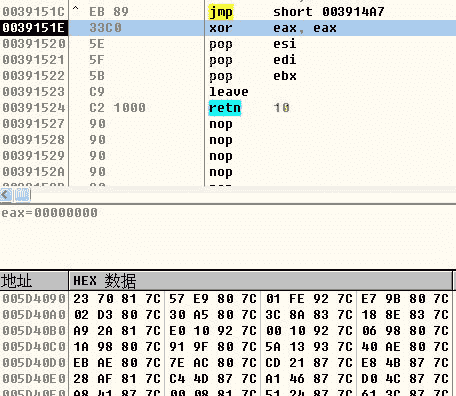 0039151C ^ EB 89 jmp short 003914A7
0039151E 33C0 xor eax, eax
00391520 5E pop esi
00391521 5F pop edi
00391522 5B pop ebx
00391523 C9 leave
00391524 C2 1000 retn 10
00391527 90 nop
00391528 90 nop
00391529 90 nop
0039152A 90 nop
eax=00000000
地址 HEX 数据
005D4090 23 70 81 7C 57 E9 80 7C 01 FE 92 7C E7 9B 80 7C
005D40A0 02 D3 80 7C 30 A5 80 7C 3C 8A 83 7C 18 8E 83 7C
005D40B0 A9 2A 81 7C E0 10 92 7C 00 10 92 7C 06 98 80 7C
005D40C0 1A 98 80 7C 91 9F 80 7C 5A 13 93 7C 40 AE 80 7C
005D40D0 EB AE 80 7C 7E AC 80 7C CD 21 87 7C E8 4B 87 7C
005D40E0 28 AF 81 7C C4 4D 87 7C A1 46 87 7C D0 4C 87 7C